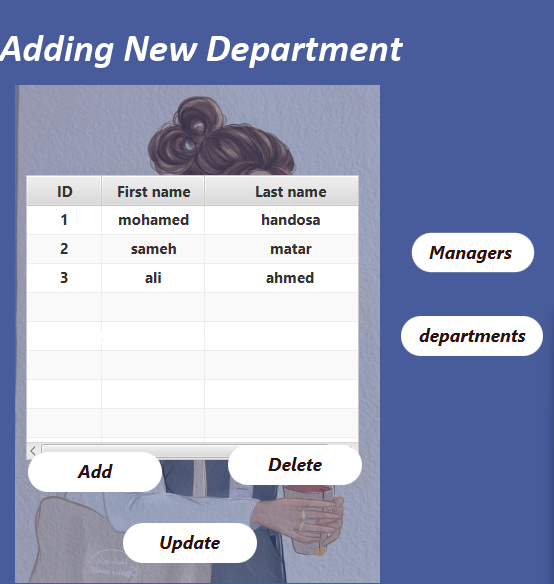 Adding New Department
ID First name Last name
1 mohamed handosa
2 sameh matar
3 ali ahmed
Managers
departments
Add
Delete
Update